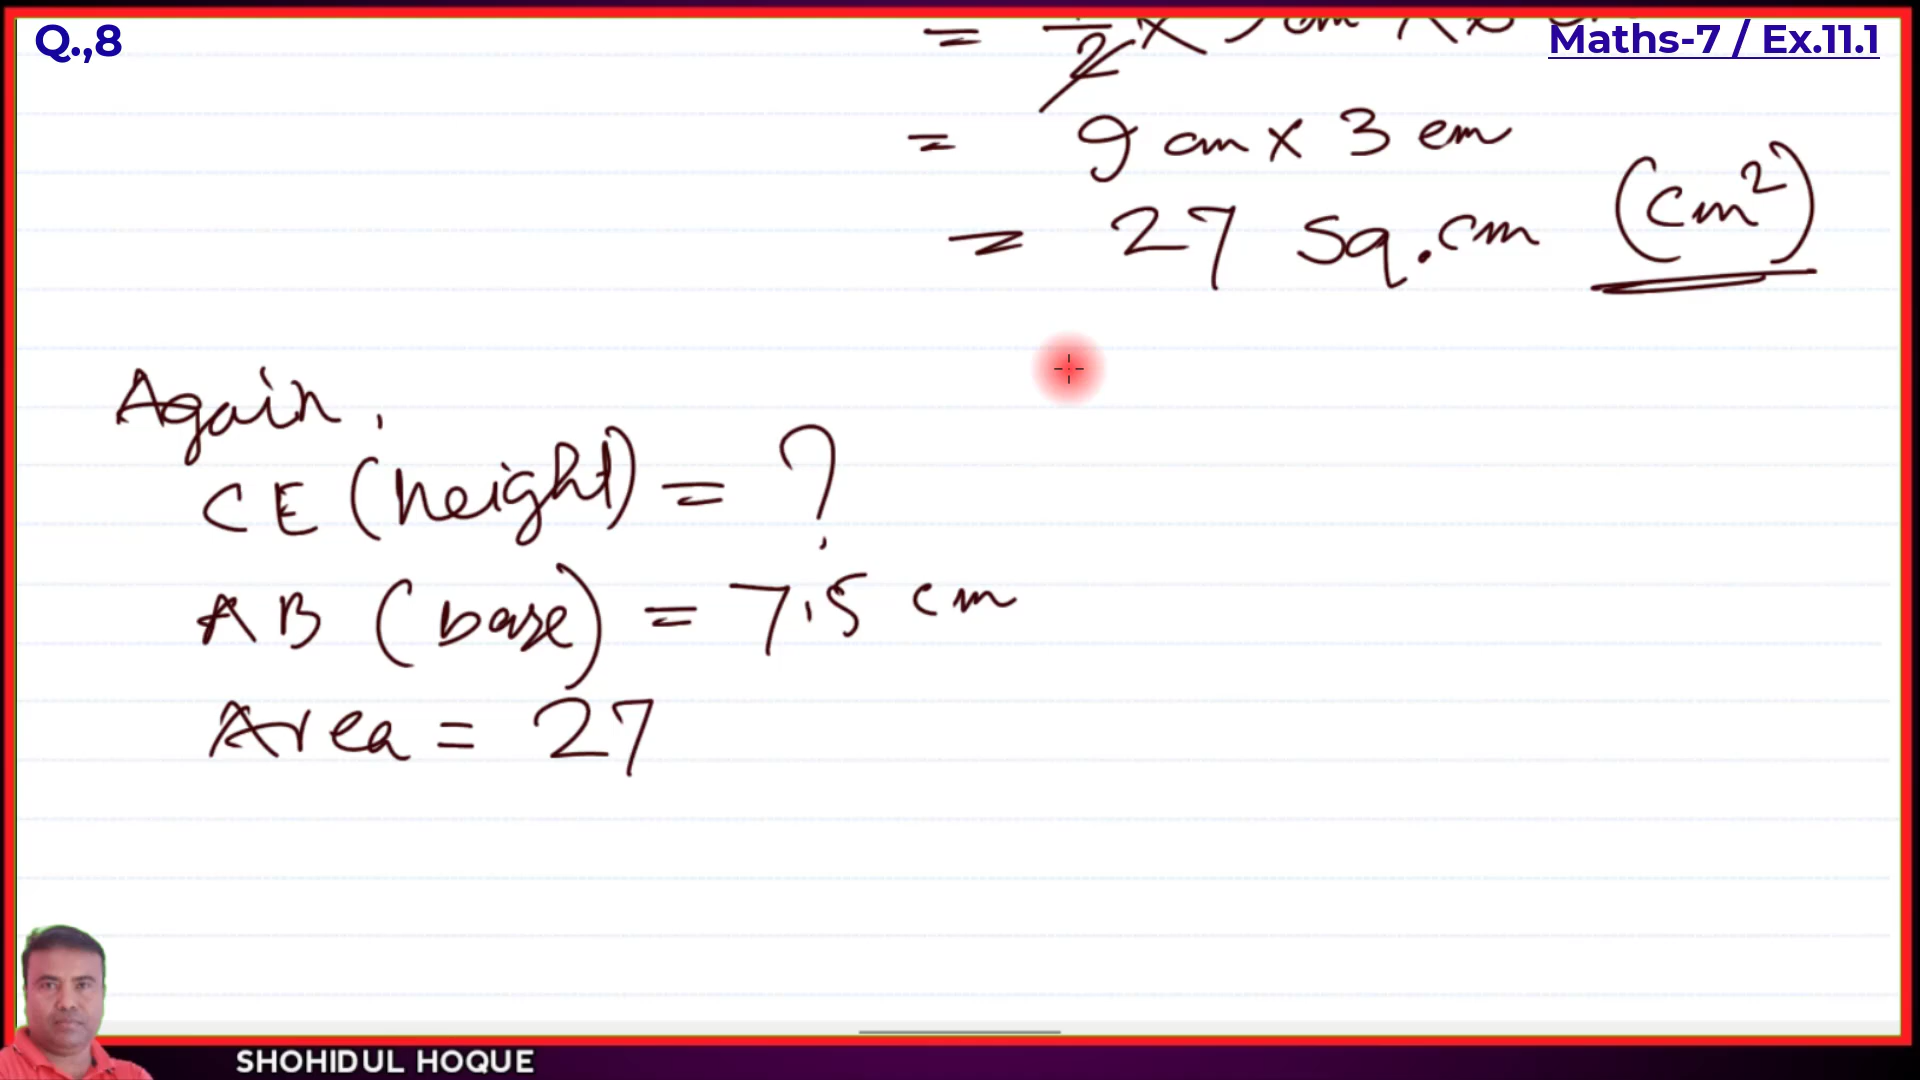 Q.,8
Maths-7 / Ex.11.1
= 9 cm x 3 cm
= 27 Sq.cm (cm²)
Again,
CE (height) = ?
AB (base) = 7.5 cm
Area = 27
SHOHIDUL HOQUE